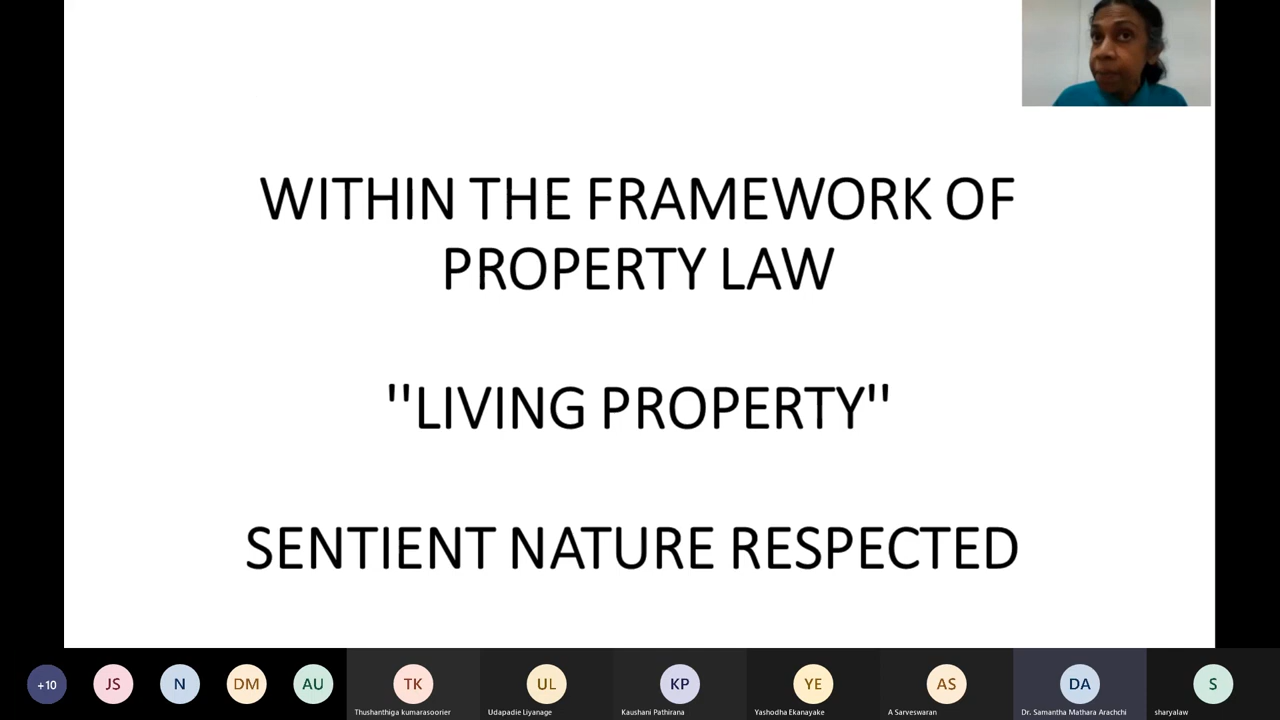 WITHIN THE FRAMEWORK OF
PROPERTY LAW
"LIVING PROPERTY"
SENTIENT NATURE RESPECTED
+10
JS
N
DM
AU
TK
UL
KP
YE
AS
DA
S
Thushanthiga kumarasoorier
Udapadie Liyanage
Kaushani Pathirana
Yashodha Ekanayake
A Sarveswaran
Dr. Samantha Mathara Arachchi
sharyalaw